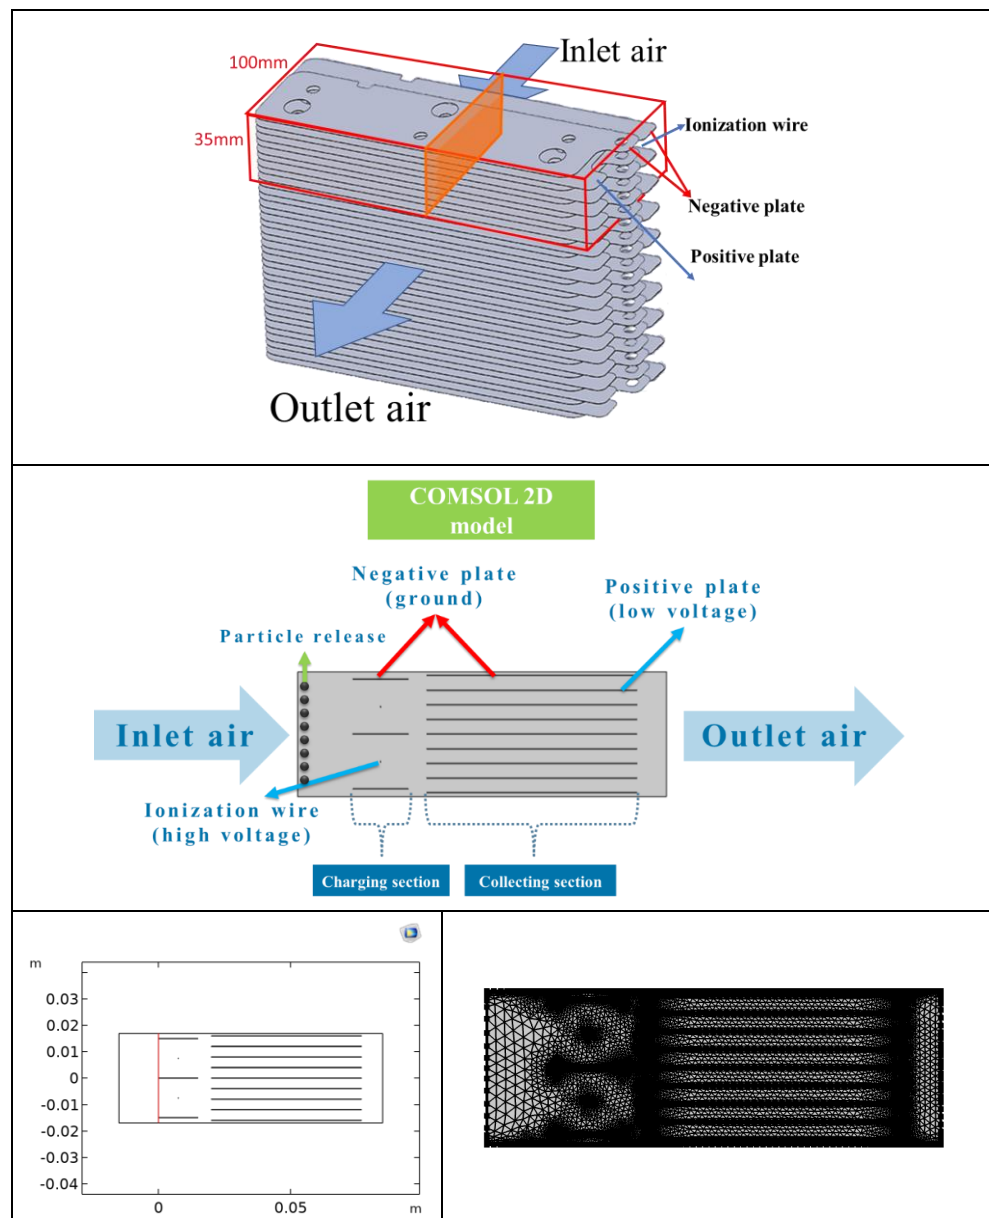 Inlet air
100mm
Ionization wire
35mm
Negative plate
Positive plate
Outlet air
COMSOL 2D
model
Negative plate
(ground)
Positive plate
(low voltage)
Particle release
Inlet air
Outlet air
Ionization wire
(high voltage)
Charging section
Collecting section
m
0.03
0.02
0.01
0
-0.01
-0.02
-0.03
-0.04
0
0.05
m